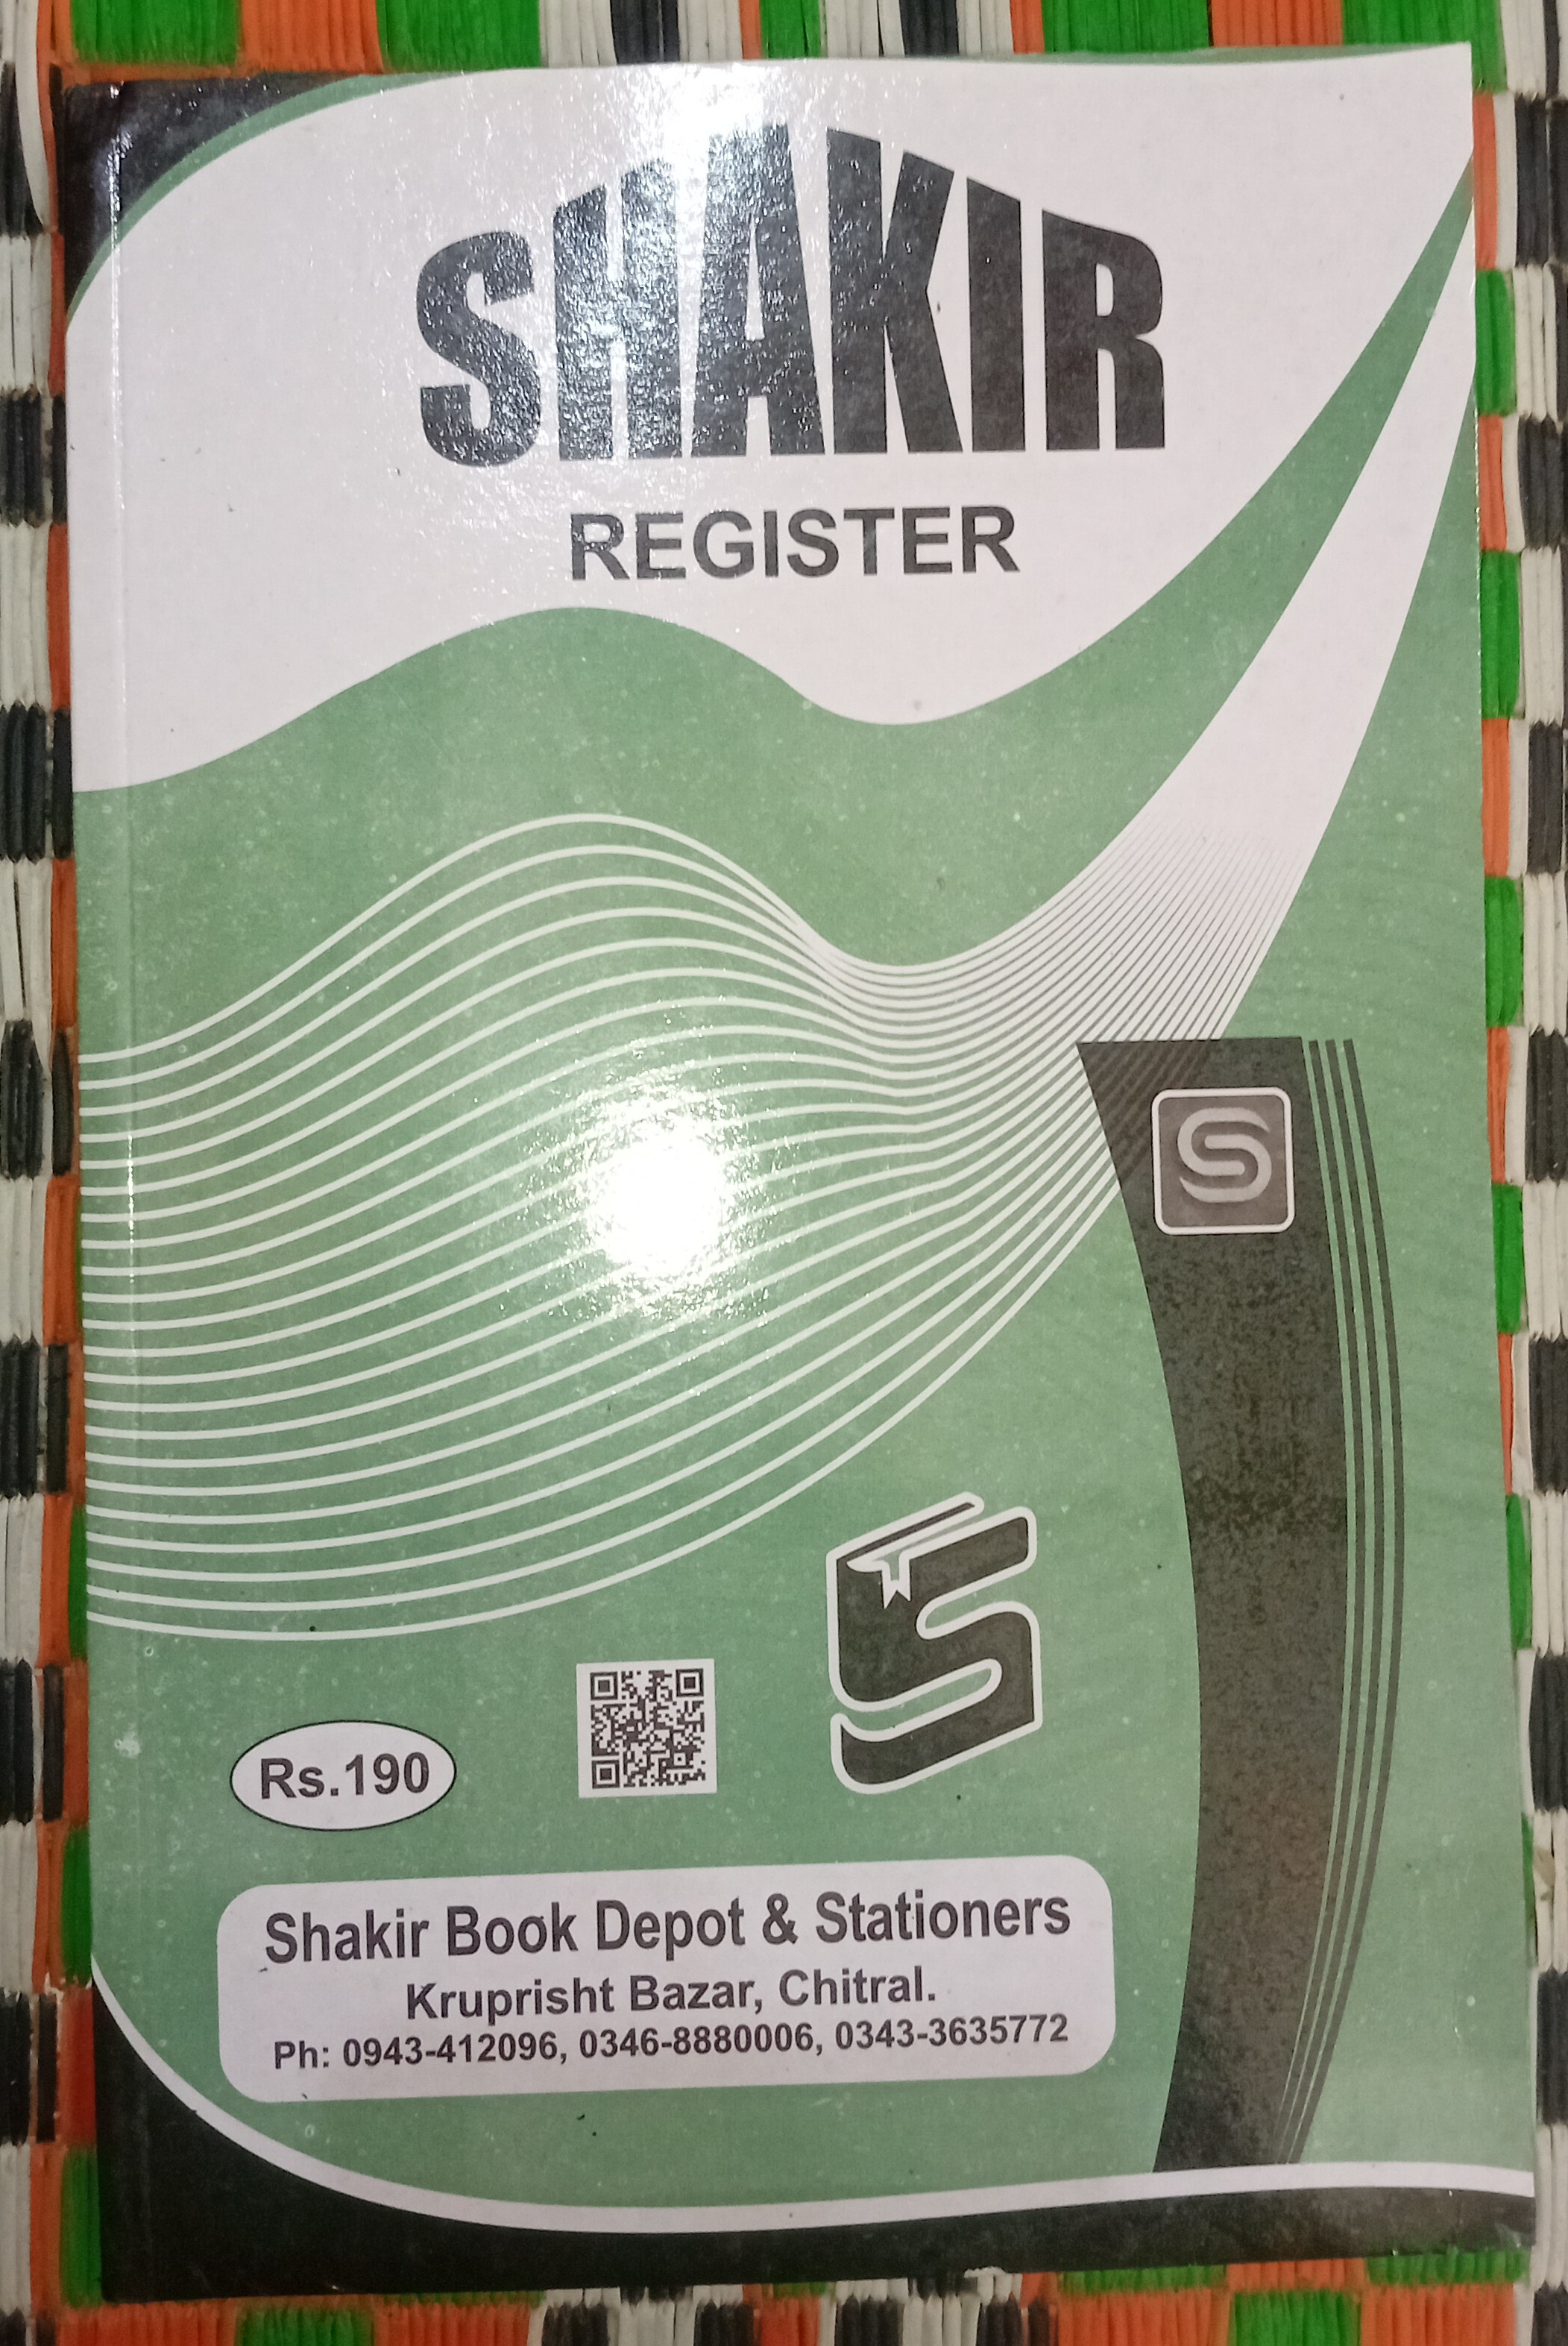 SHAKIR
REGISTER
S
S
Rs.190
Shakir Book Depot & Stationers
Kruprisht Bazar, Chitral.
Ph: 0943-412096, 0346-8880006, 0343-3635772